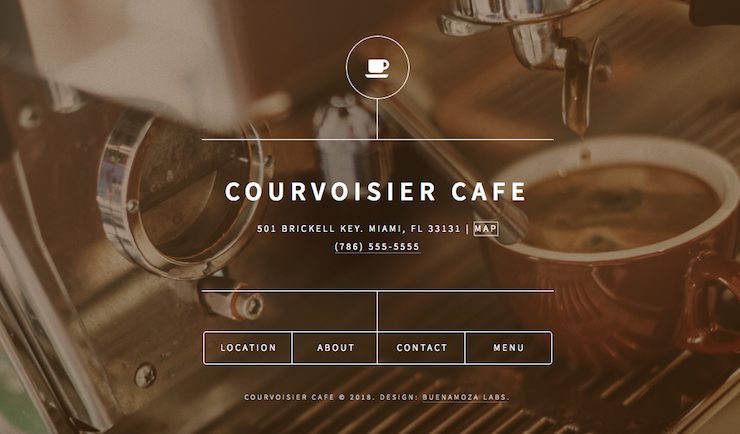 COURVOISIER CAFE
501 BRICKELL KEY. MIAMI, FL 33131 | MAP
(786) 555-5555
LOCATION ABOUT CONTACT MENU
COURVOISIER CAFE © 2018. DESIGN: BUENAMOZA LABS.